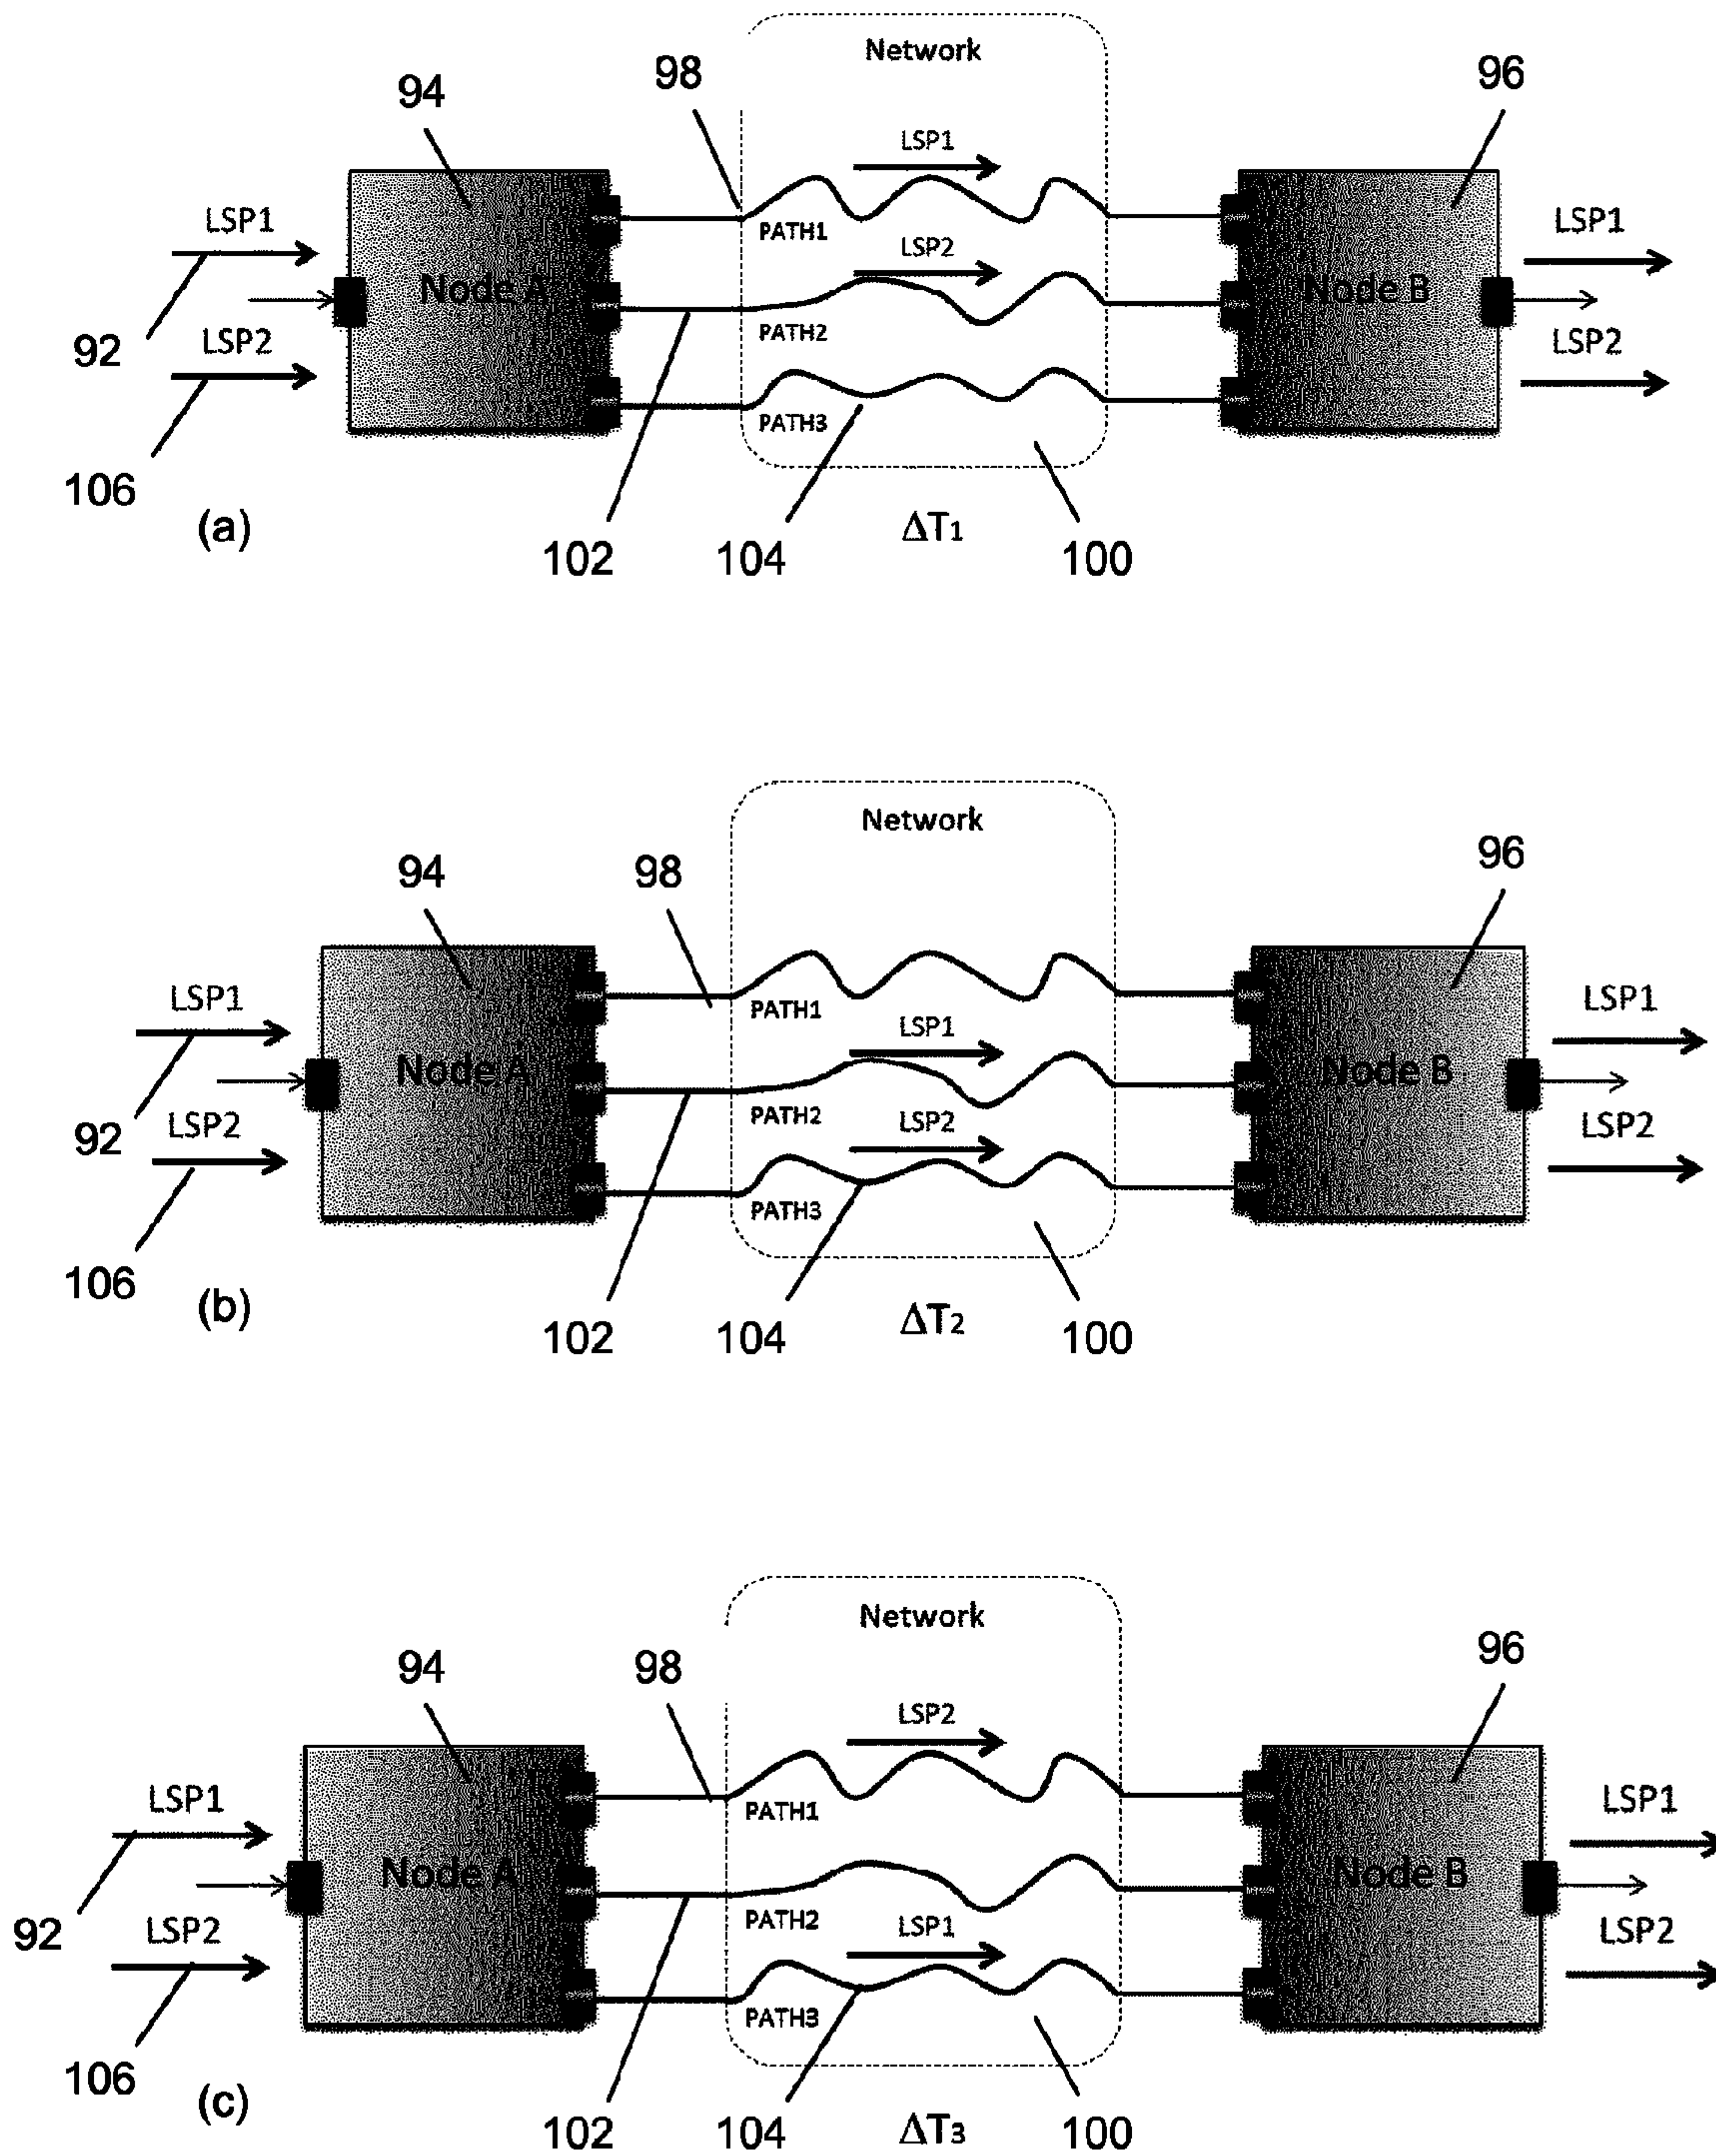 Network
98
96
94
LSP1
LSP1
LSP1
PATH1
LSP2
Node A
Node B
92
LSP2
PATH2
LSP2
PATH3
106
(a)
102
104
ΔT1
100
Network
94
98
96
LSP1
PATH1
LSP1
LSP1
Node A
Node B
92
LSP2
PATH2
LSP2
LSP2
PATH3
106
(b)
102
104
ΔT2
100
Network
94
98
96
LSP2
LSP1
PATH1
LSP1
Node A
Node B
92
LSP2
PATH2
LSP1
LSP2
PATH3
106
(c)
102
104
ΔT3
100